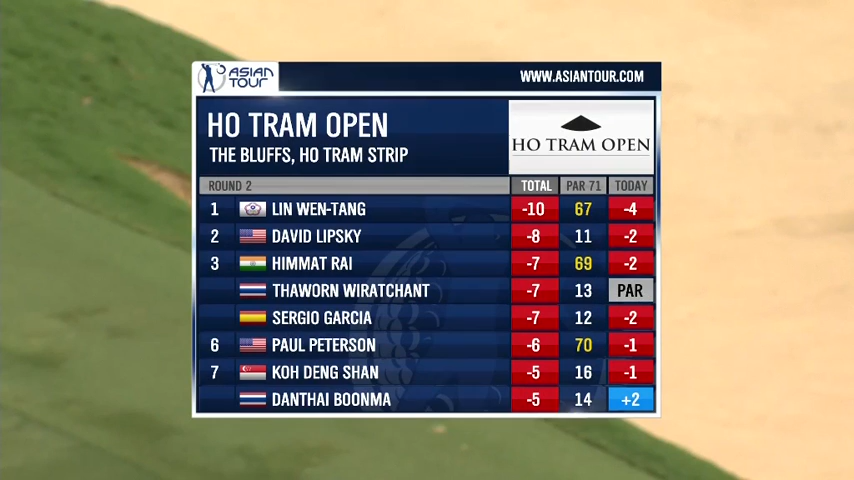 ASIAN TOUR
WWW.ASIANTOUR.COM
HO TRAM OPEN
THE BLUFFS, HO TRAM STRIP
HO TRAM OPEN
ROUND 2 TOTAL PAR 71 TODAY
1 LIN WEN-TANG -10 67 -4
2 DAVID LIPSKY -8 11 -2
3 HIMMAT RAI -7 69 -2
THAWORN WIRATCHANT -7 13 PAR
SERGIO GARCIA -7 12 -2
6 PAUL PETERSON -6 70 -1
7 KOH DENG SHAN -5 16 -1
DANTHAI BOONMA -5 14 +2